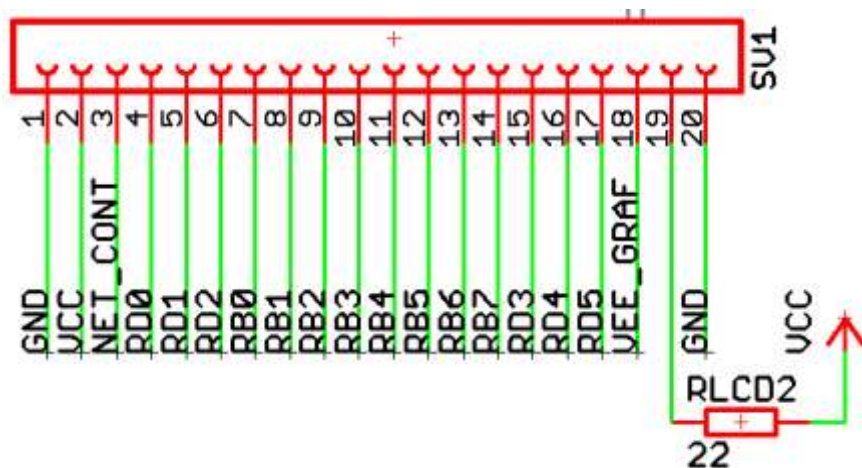 SV1
1
2
3
4
5
6
7
8
9
10
11
12
13
14
15
16
17
18
19
20
GND
VCC
NET_CONT
RD0
RD1
RD2
RB0
RB1
RB2
RB3
RB4
RB5
RB6
RB7
RD3
RD4
RD5
VEE_GRAF
GND
VCC
RLCD2
22